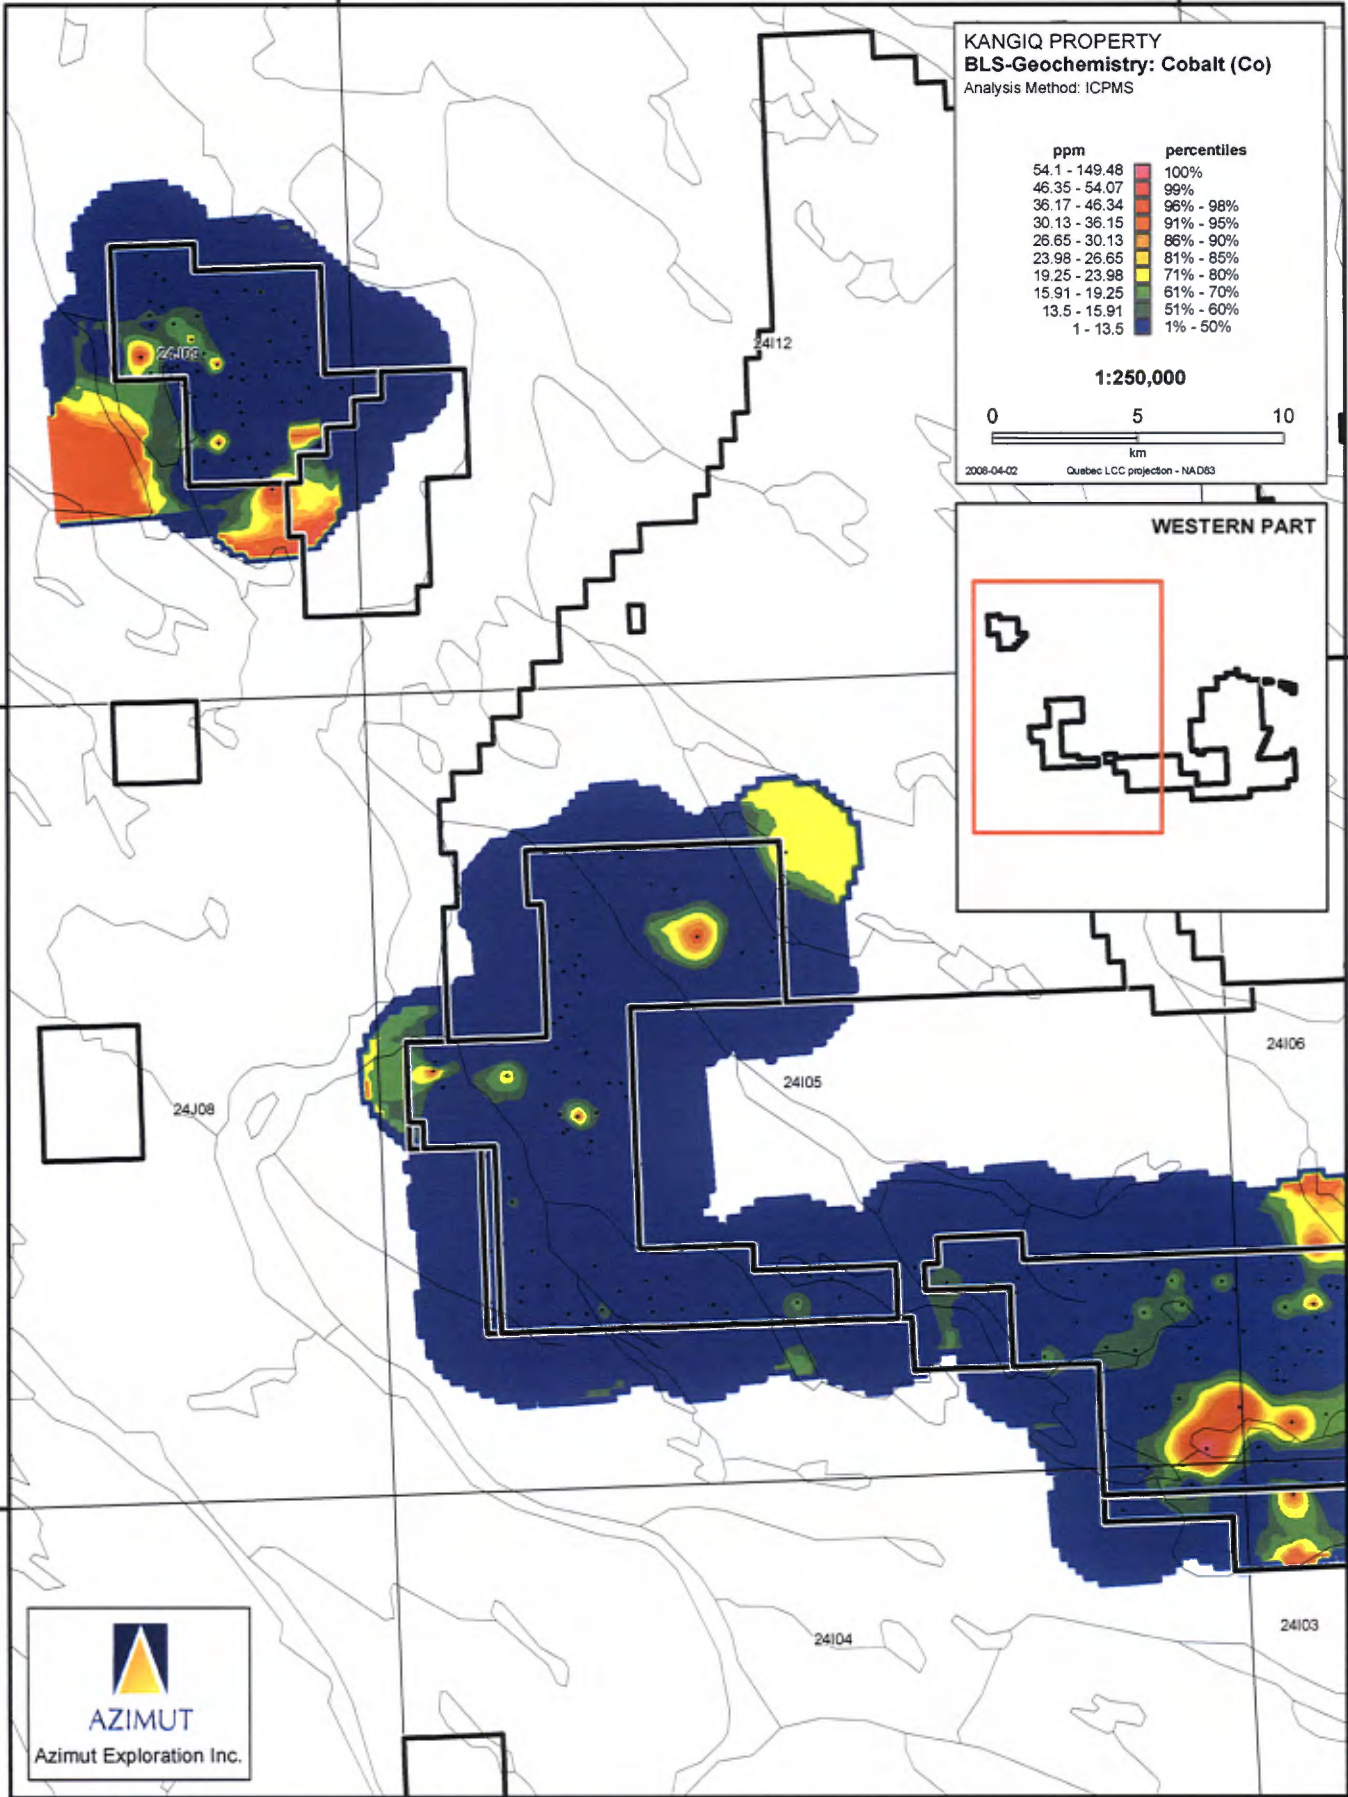 KANGIQ PROPERTY
BLS-Geochemistry: Cobalt (Co)
Analysis Method: ICPMS
ppm percentiles
54.1 - 149.48 100%
46.35 - 54.07 99%
36.17 - 46.34 96% - 98%
30.13 - 36.15 91% - 95%
26.65 - 30.13 86% - 90%
23.98 - 26.65 81% - 85%
19.25 - 23.98 71% - 80%
15.91 - 19.25 61% - 70%
13.5 - 15.91 51% - 60%
1 - 13.5 1% - 50%
1:250,000
0 5 10
km
2008-04-02 Quebec LCC projection - NAD83
WESTERN PART
24I12
24J09
24I06
24I05
24J08
24I04
24I03
AZIMUT
Azimut Exploration Inc.